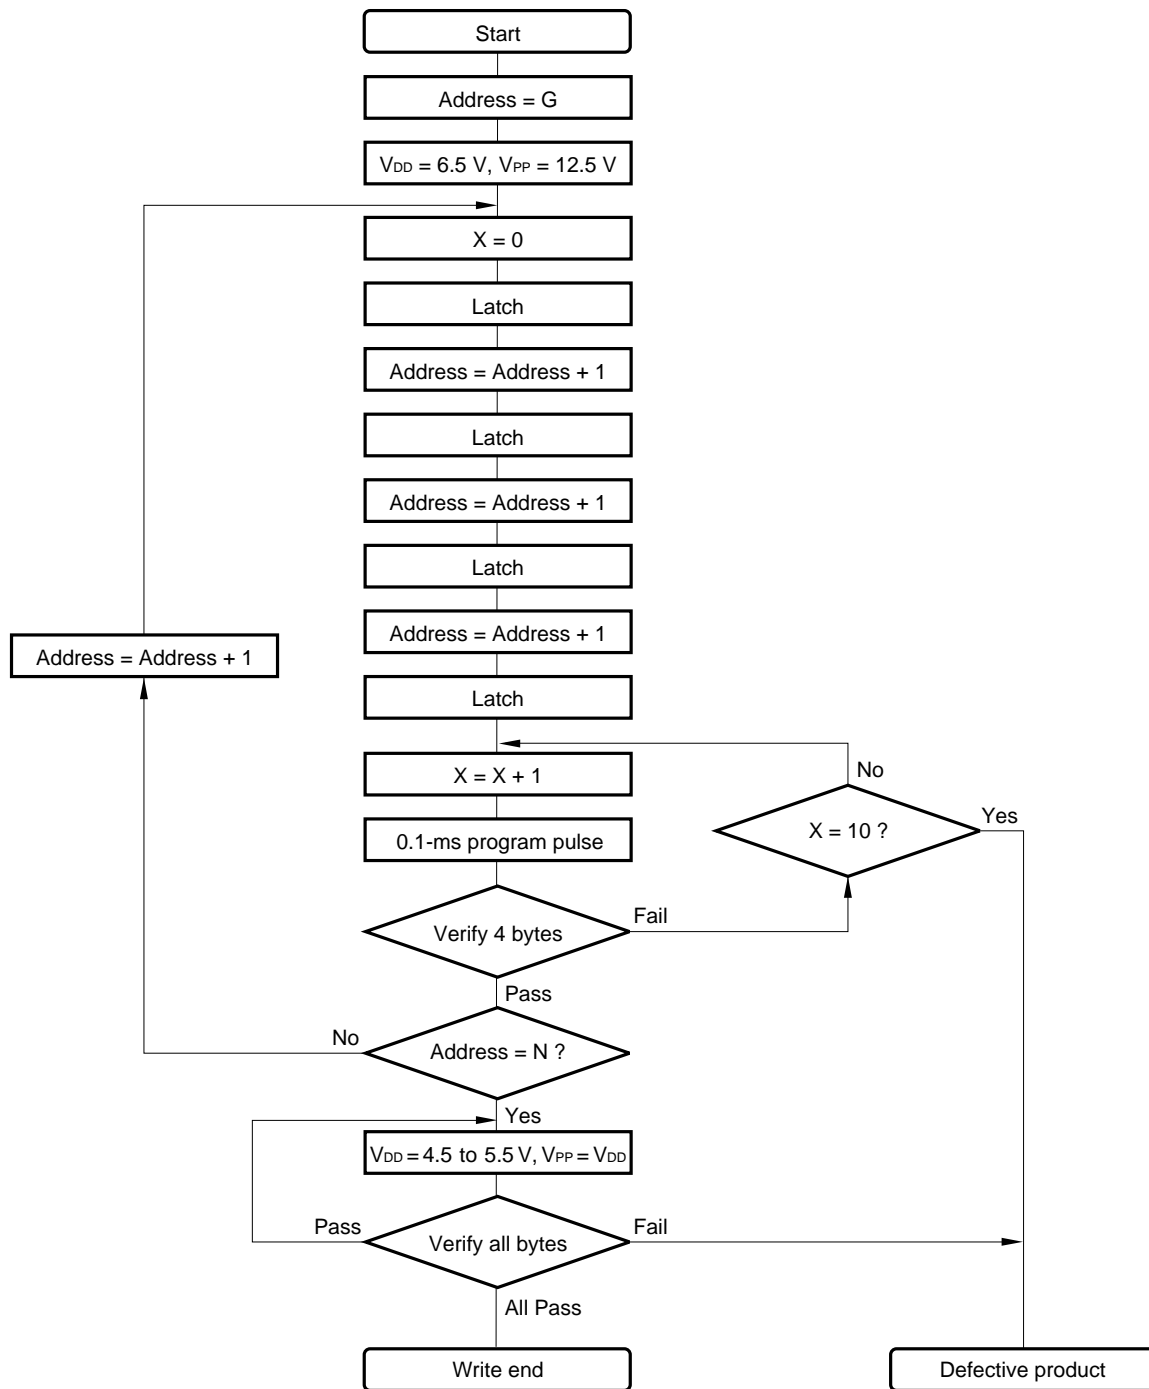 Start
Address = G
VDD = 6.5 V, VPP = 12.5 V
X = 0
Latch
Address = Address + 1
Latch
Address = Address + 1
Latch
Address = Address + 1
Address = Address + 1
Latch
X = X + 1
No
X = 10 ?
Yes
0.1-ms program pulse
Verify 4 bytes
Fail
Pass
No
Address = N ?
Yes
VDD = 4.5 to 5.5 V, VPP = VDD
Pass
Verify all bytes
Fail
All Pass
Write end
Defective product